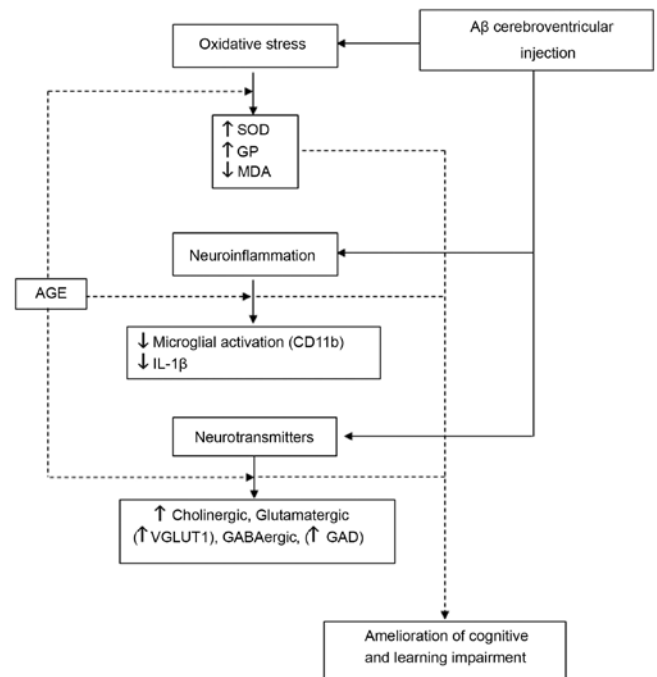 Aβ cerebroventricular
injection
Oxidative stress
↑ SOD
↑ GP
↓ MDA
Neuroinflammation
AGE
↓ Microglial activation (CD11b)
↓ IL-1β
Neurotransmitters
↑ Cholinergic, Glutamatergic
(↑VGLUT1), GABAergic, (↑ GAD)
Amelioration of cognitive
and learning impairment